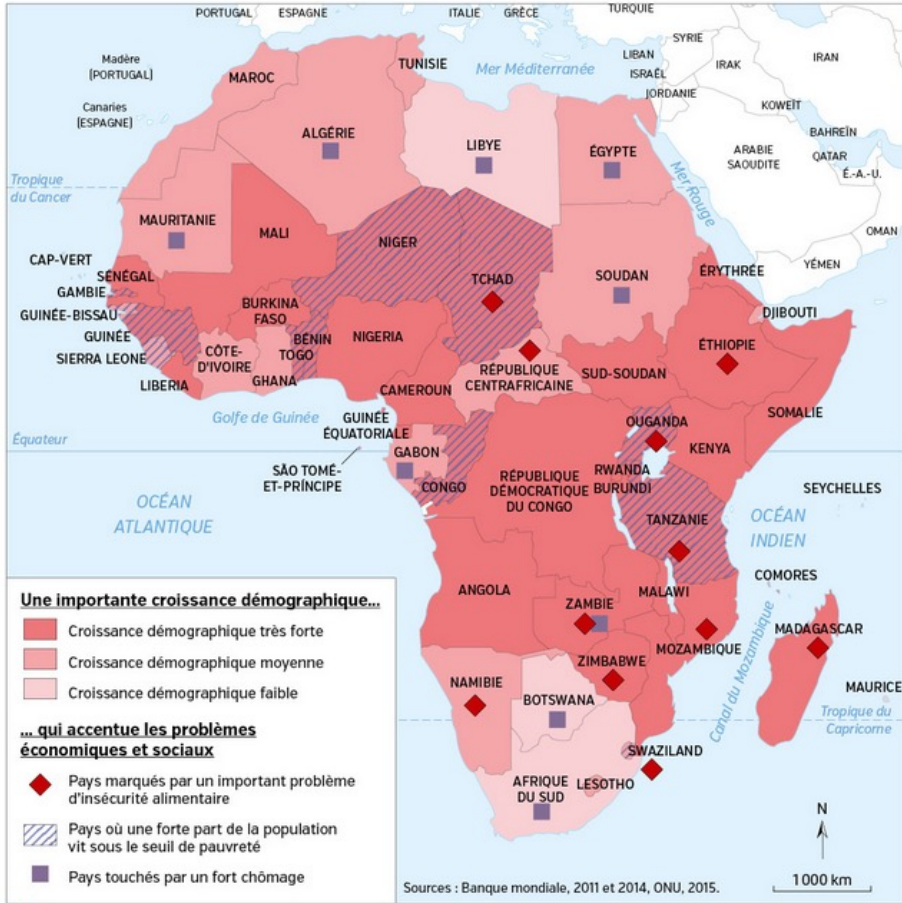 PORTUGAL
ESPAGNE
ITALIE
GRÈCE
TURQUIE
Madère
(PORTUGAL)
Canaries
(ESPAGNE)
MAROC
TUNISIE
Mer Méditerranée
LIBAN
SYRIE
ISRAËL
IRAK
IRAN
JORDANIE
KOWEÏT
ALGÉRIE
LIBYE
ÉGYPTE
BAHREÏN
ARABIE
SAOUDITE
QATAR
É.-A.-U.
Mer Rouge
Tropique
du Cancer
OMAN
MAURITANIE
MALI
NIGER
TCHAD
SOUDAN
ÉRYTHRÉE
YÉMEN
CAP-VERT
SÉNÉGAL
GAMBIE
GUINÉE-BISSAU
GUINÉE
SIERRA LEONE
LIBERIA
BURKINA
FASO
CÔTE-
D'IVOIRE
GHANA
BÉNIN
TOGO
NIGERIA
CAMEROUN
RÉPUBLIQUE
CENTRAFRICAINE
SUD-SOUDAN
DJIBOUTI
ÉTHIOPIE
SOMALIE
Golfe de Guinée
GUINÉE
ÉQUATORIALE
Équateur
SÃO TOMÉ-
ET-PRÍNCIPE
GABON
CONGO
RÉPUBLIQUE
DÉMOCRATIQUE
DU CONGO
OUGANDA
KENYA
RWANDA
BURUNDI
TANZANIE
SEYCHELLES
OCÉAN
ATLANTIQUE
OCÉAN
INDIEN
COMORES
ANGOLA
ZAMBIE
MALAWI
MOZAMBIQUE
ZIMBABWE
MADAGASCAR
Canal du Mozambique
MAURICE
NAMIBIE
BOTSWANA
Tropique du
Capricorne
SWAZILAND
LESOTHO
AFRIQUE
DU SUD
Une importante croissance démographique...
Croissance démographique très forte
Croissance démographique moyenne
Croissance démographique faible
... qui accentue les problèmes
économiques et sociaux
Pays marqués par un important problème
d'insécurité alimentaire
Pays où une forte part de la population
vit sous le seuil de pauvreté
Pays touchés par un fort chômage
Sources : Banque mondiale, 2011 et 2014, ONU, 2015.
N
1 000 km